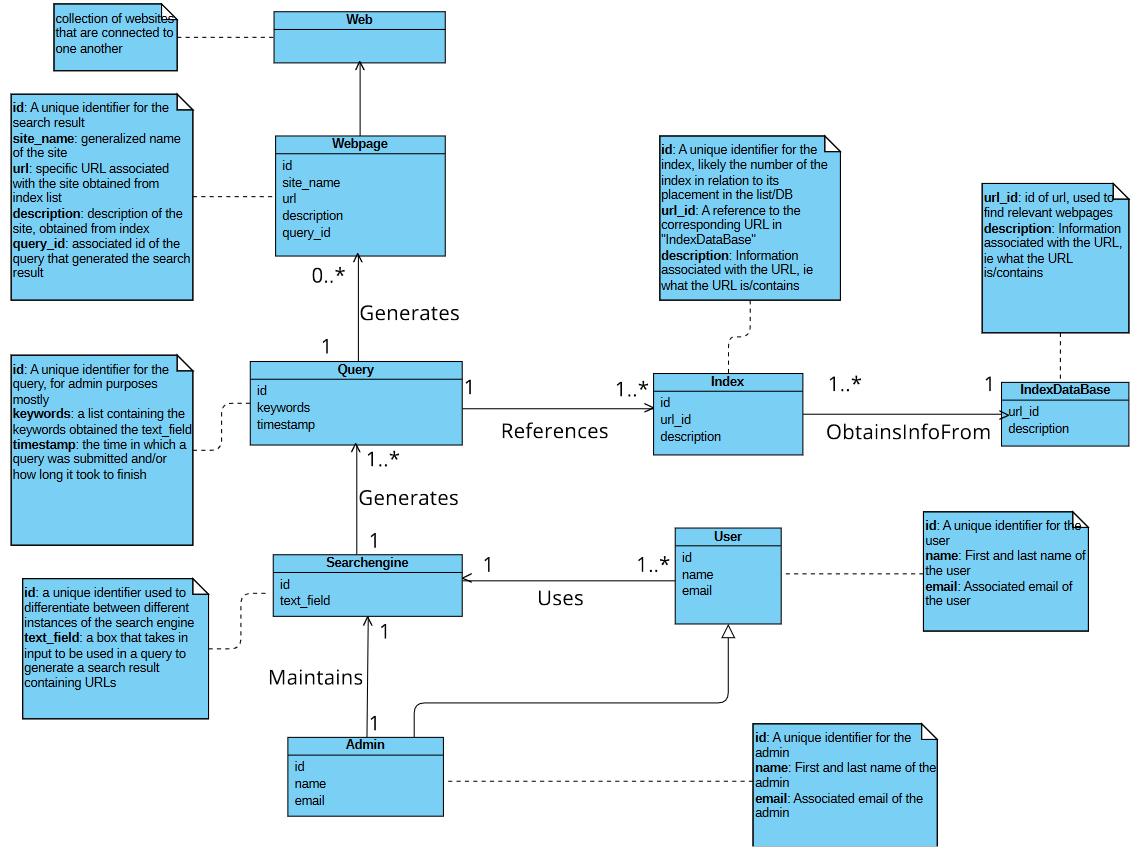 collection of websites
that are connected to
one another
Web
id: A unique identifier for the
search result
site_name: generalized name
of the site
url: specific URL associated
with the site obtained from
index list
description: description of the
site, obtained from index
query_id: associated id of the
query that generated the search
result
Webpage
id
site_name
url
description
query_id
id: A unique identifier for the
index, likely the number of the
index in relation to its
placement in the list/DB
url_id: A reference to the
corresponding URL in
"IndexDataBase"
description: Information
associated with the URL, ie
what the URL is/contains
url_id: id of url, used to
find relevant webpages
description: Information
associated with the URL,
ie what the URL
is/contains
0..*
Generates
1
id: A unique identifier for the
query, for admin purposes
mostly
keywords: a list containing the
keywords obtained the text_field
timestamp: the time in which a
query was submitted and/or
how long it took to finish
Query
id
keywords
timestamp
1
1..*
References
Index
id
url_id
description
1..*
1
ObtainsInfoFrom
IndexDataBase
url_id
description
1..*
Generates
1
Searchengine
id
text_field
1
1..*
Uses
User
id
name
email
id: A unique identifier for the
user
name: First and last name of
the user
email: Associated email of
the user
id: a unique identifier used to
differentiate between different
instances of the search engine
text_field: a box that takes in
input to be used in a query to
generate a search result
containing URLs
1
Maintains
1
Admin
id
name
email
id: A unique identifier for the
admin
name: First and last name of the
admin
email: Associated email of the
admin